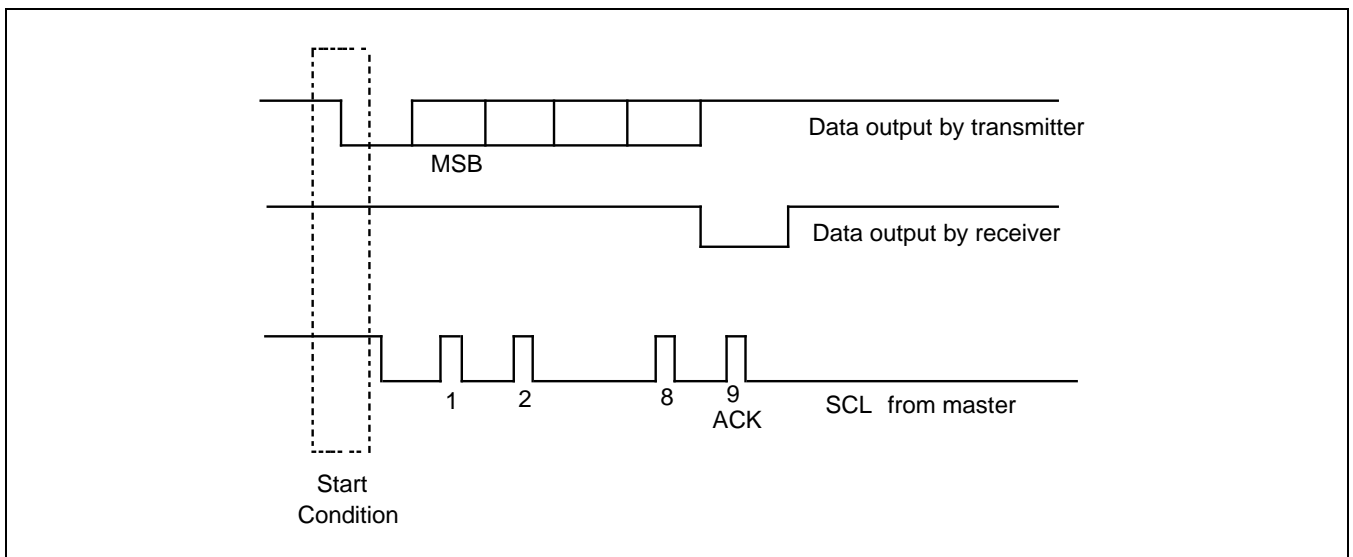 Data output by transmitter
MSB
Data output by receiver
1
2
8
9
ACK
SCL from master
Start
Condition